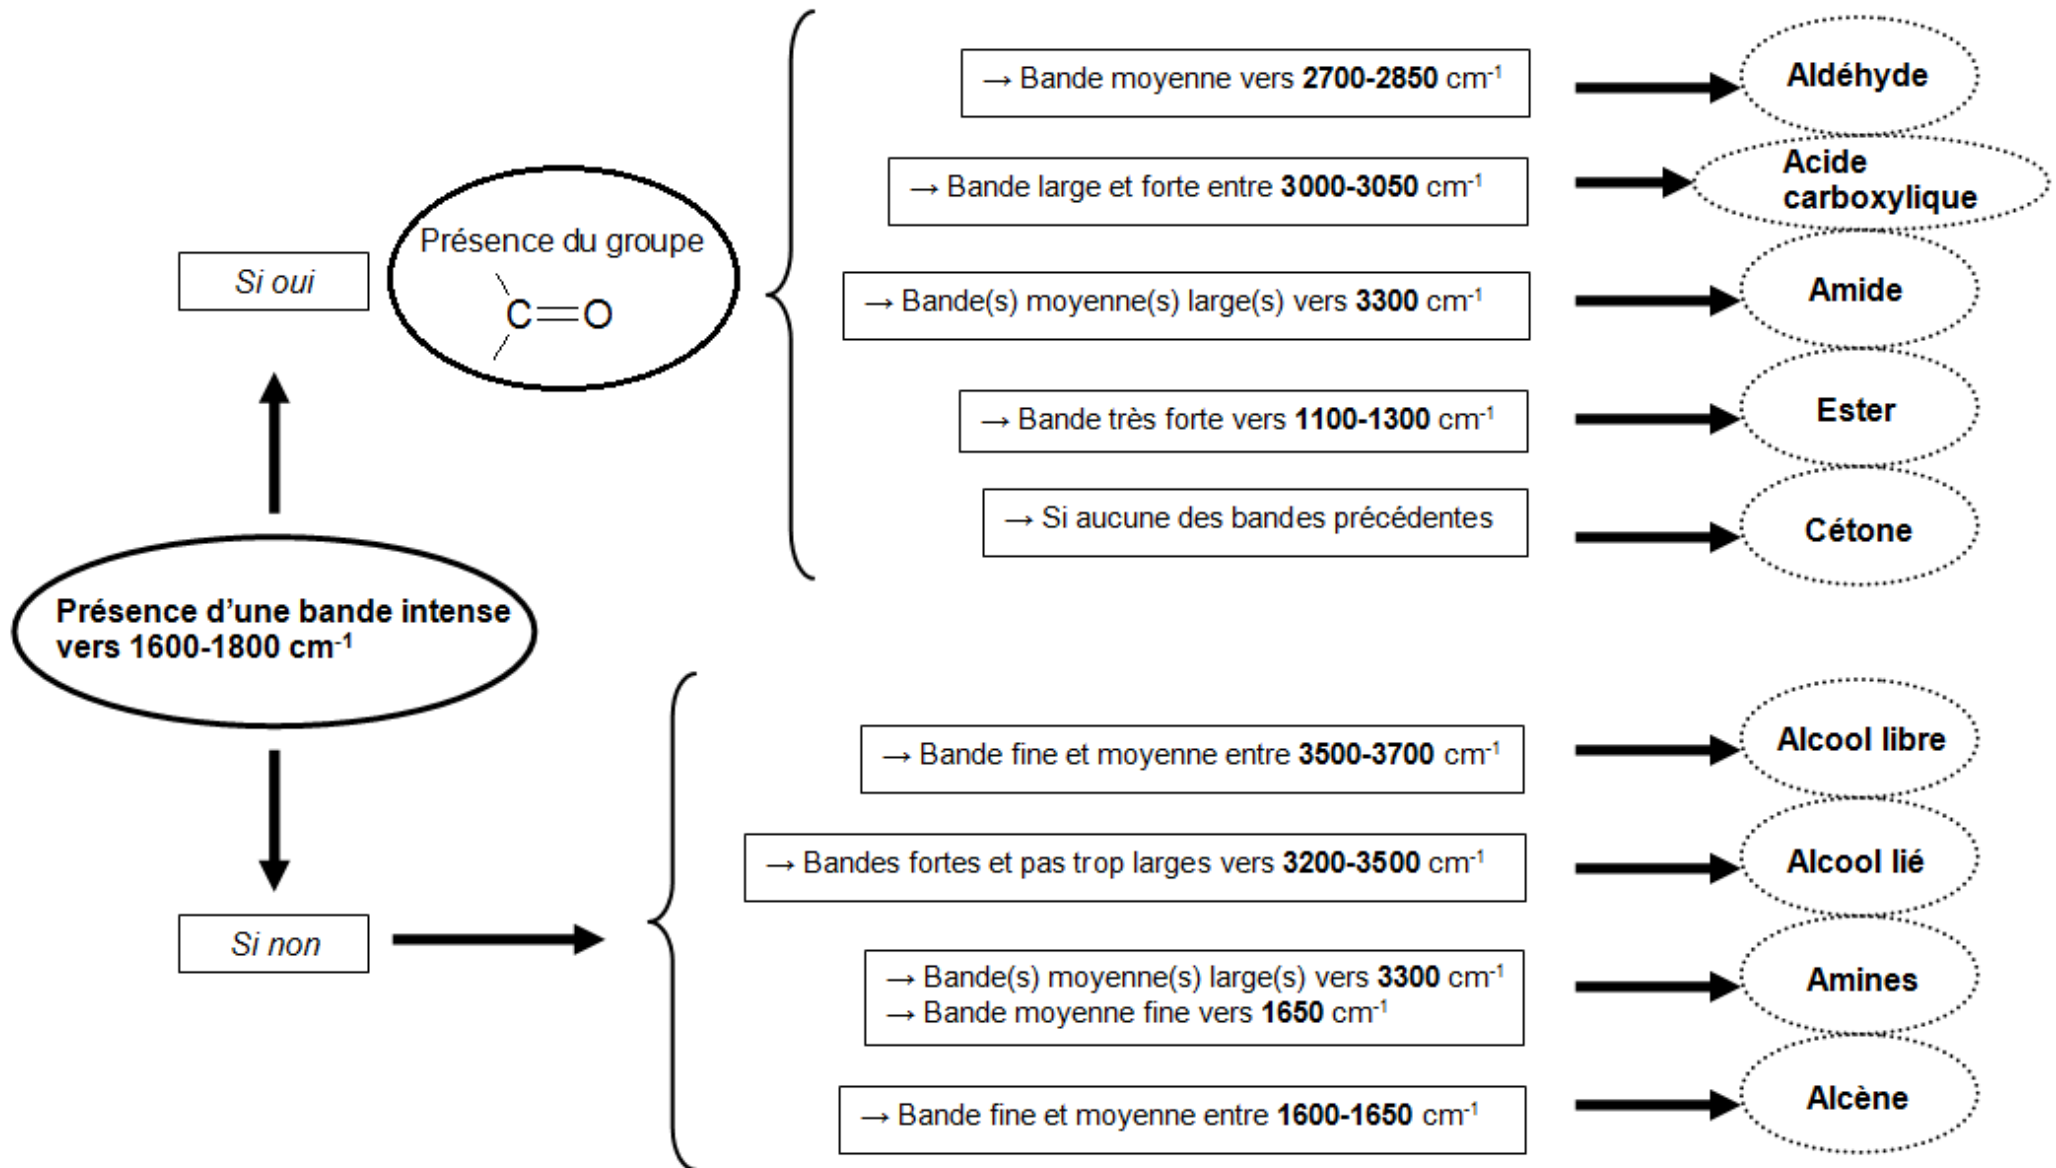 → Bande moyenne vers 2700-2850 cm⁻¹
Aldéhyde
→ Bande large et forte entre 3000-3050 cm⁻¹
Acide
carboxylique
Présence du groupe
C=O
Si oui
→ Bande(s) moyenne(s) large(s) vers 3300 cm⁻¹
Amide
→ Bande très forte vers 1100-1300 cm⁻¹
Ester
→ Si aucune des bandes précédentes
Cétone
Présence d’une bande intense
vers 1600-1800 cm⁻¹
→ Bande fine et moyenne entre 3500-3700 cm⁻¹
Alcool libre
→ Bandes fortes et pas trop larges vers 3200-3500 cm⁻¹
Alcool lié
Si non
→ Bande(s) moyenne(s) large(s) vers 3300 cm⁻¹
→ Bande moyenne fine vers 1650 cm⁻¹
Amines
→ Bande fine et moyenne entre 1600-1650 cm⁻¹
Alcène